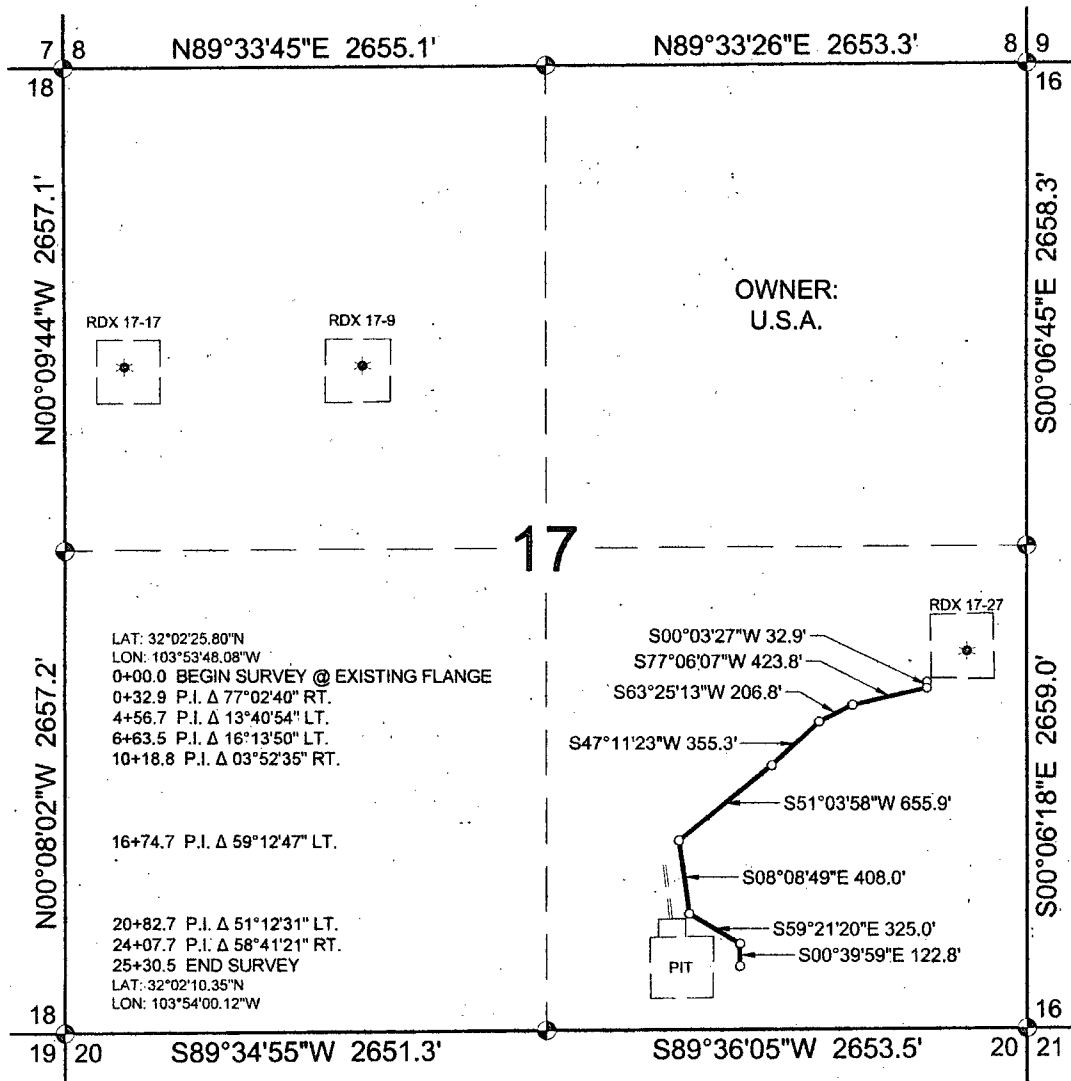 7 8
N89°33'45"E 2655.1'
N89°33'26"E 2653.3'
8 9
18
16
N00°09'44"W 2657.1'
S00°06'45"E 2658.3'
OWNER:
U.S.A.
RDX 17-17
RDX 17-9
17
RDX 17-27
LAT: 32°02'25.80"N
LON: 103°53'48.08"W
0+00.0 BEGIN SURVEY @ EXISTING FLANGE
0+32.9 P.I. Δ 77°02'40" RT.
4+56.7 P.I. Δ 13°40'54" LT.
6+63.5 P.I. Δ 16°13'50" LT.
10+18.8 P.I. Δ 03°52'35" RT.
16+74.7 P.I. Δ 59°12'47" LT.
20+82.7 P.I. Δ 51°12'31" LT.
24+07.7 P.I. Δ 58°41'21" RT.
25+30.5 END SURVEY
LAT: 32°02'10.35"N
LON: 103°54'00.12"W
S00°03'27"W 32.9'
S77°06'07"W 423.8'
S63°25'13"W 206.8'
S47°11'23"W 355.3'
S51°03'58"W 655.9'
S08°08'49"E 408.0'
S59°21'20"E 325.0'
S00°39'59"E 122.8'
PIT
N00°08'02"W 2657.2'
S00°06'18"E 2659.0'
18
16
19 20
S89°34'55"W 2651.3'
S89°36'05"W 2653.5'
20 21